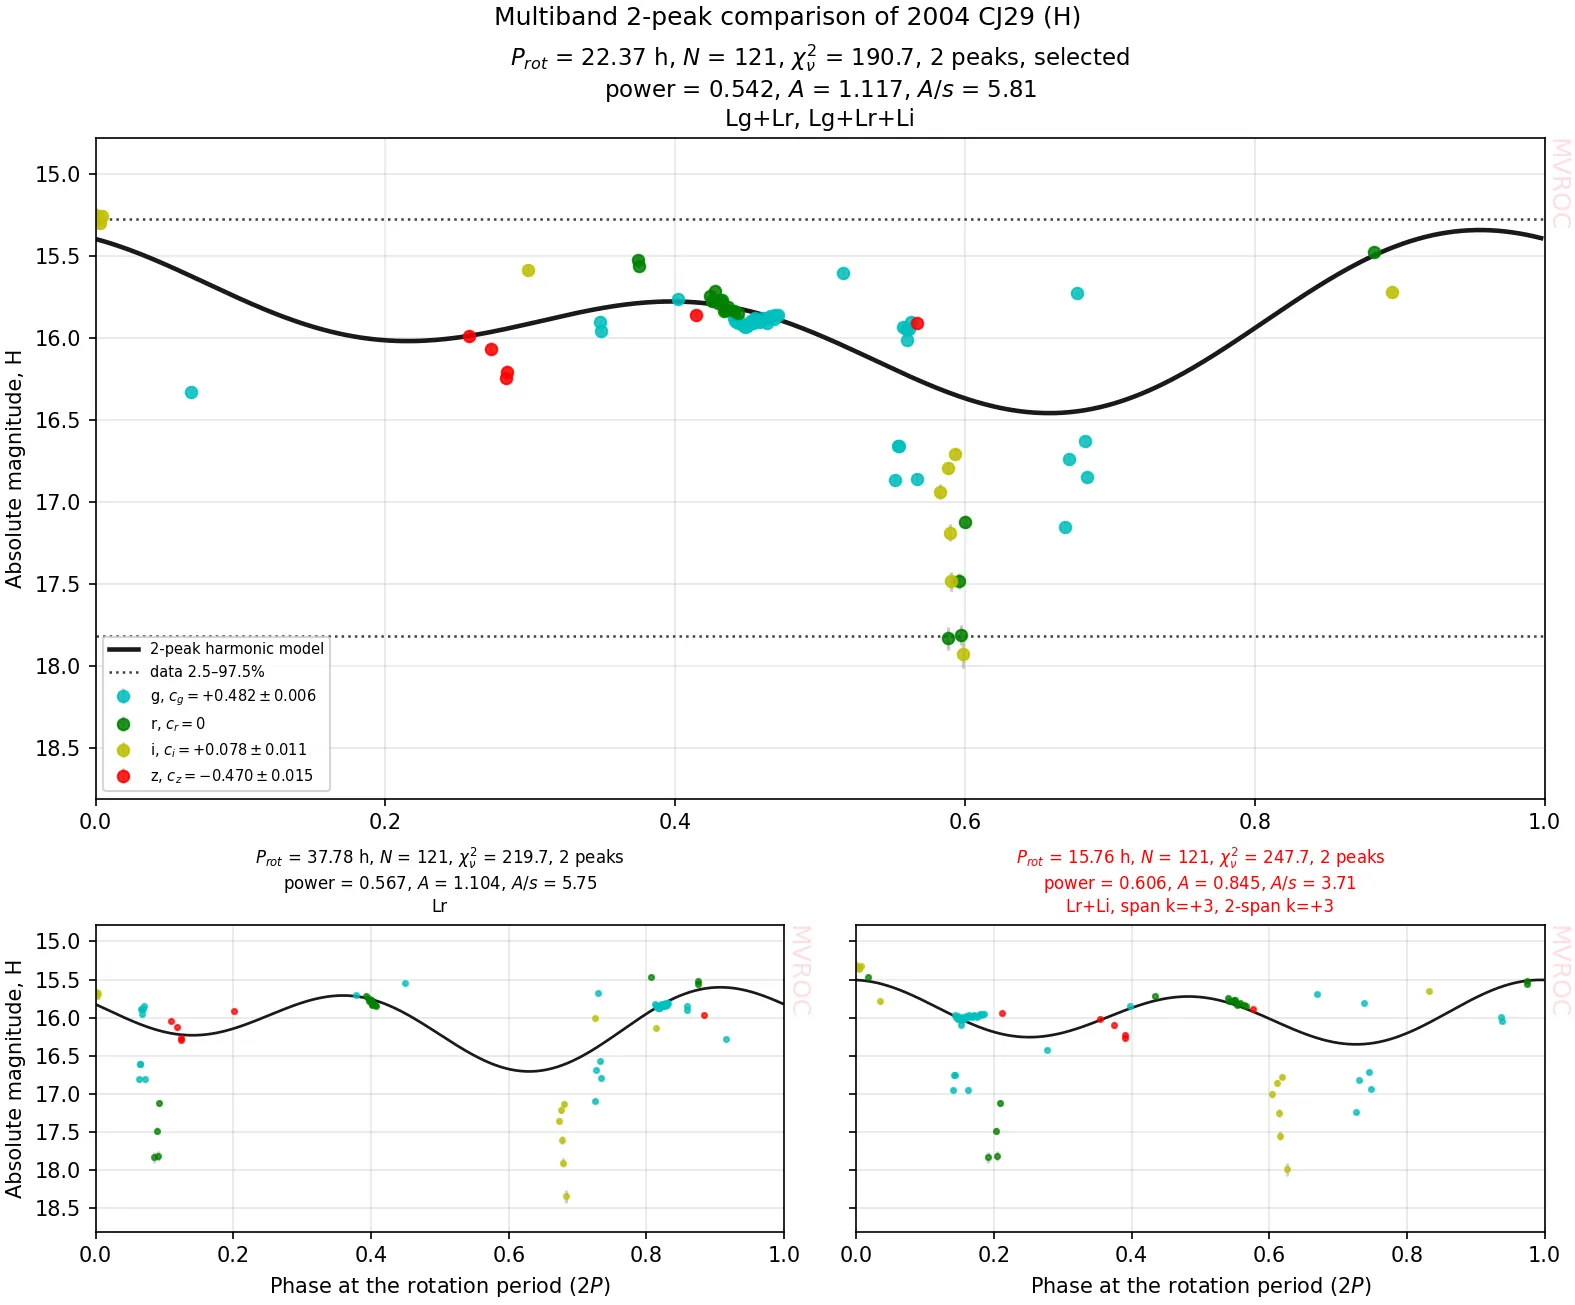 Multiband 2-peak comparison of 2004 CJ29 (H)
P_rot = 22.37 h, N = 121, χ²_ν = 190.7, 2 peaks, selected
power = 0.542, A = 1.117, A/s = 5.81
Lg+Lr, Lg+Lr+Li
MVROC
Absolute magnitude, H
15.0
15.5
16.0
16.5
17.0
17.5
18.0
18.5
2-peak harmonic model
data 2.5–97.5%
g, c_g = +0.482 ± 0.006
r, c_r = 0
i, c_i = +0.078 ± 0.011
z, c_z = −0.470 ± 0.015
0.0 0.2 0.4 0.6 0.8 1.0
P_rot = 37.78 h, N = 121, χ²_ν = 219.7, 2 peaks
power = 0.567, A = 1.104, A/s = 5.75
Lr
MVROC
Absolute magnitude, H
15.0
15.5
16.0
16.5
17.0
17.5
18.0
18.5
0.0 0.2 0.4 0.6 0.8 1.0
Phase at the rotation period (2P)
P_rot = 15.76 h, N = 121, χ²_ν = 247.7, 2 peaks
power = 0.606, A = 0.845, A/s = 3.71
Lr+Li, span k=+3, 2-span k=+3
MVROC
0.0 0.2 0.4 0.6 0.8 1.0
Phase at the rotation period (2P)